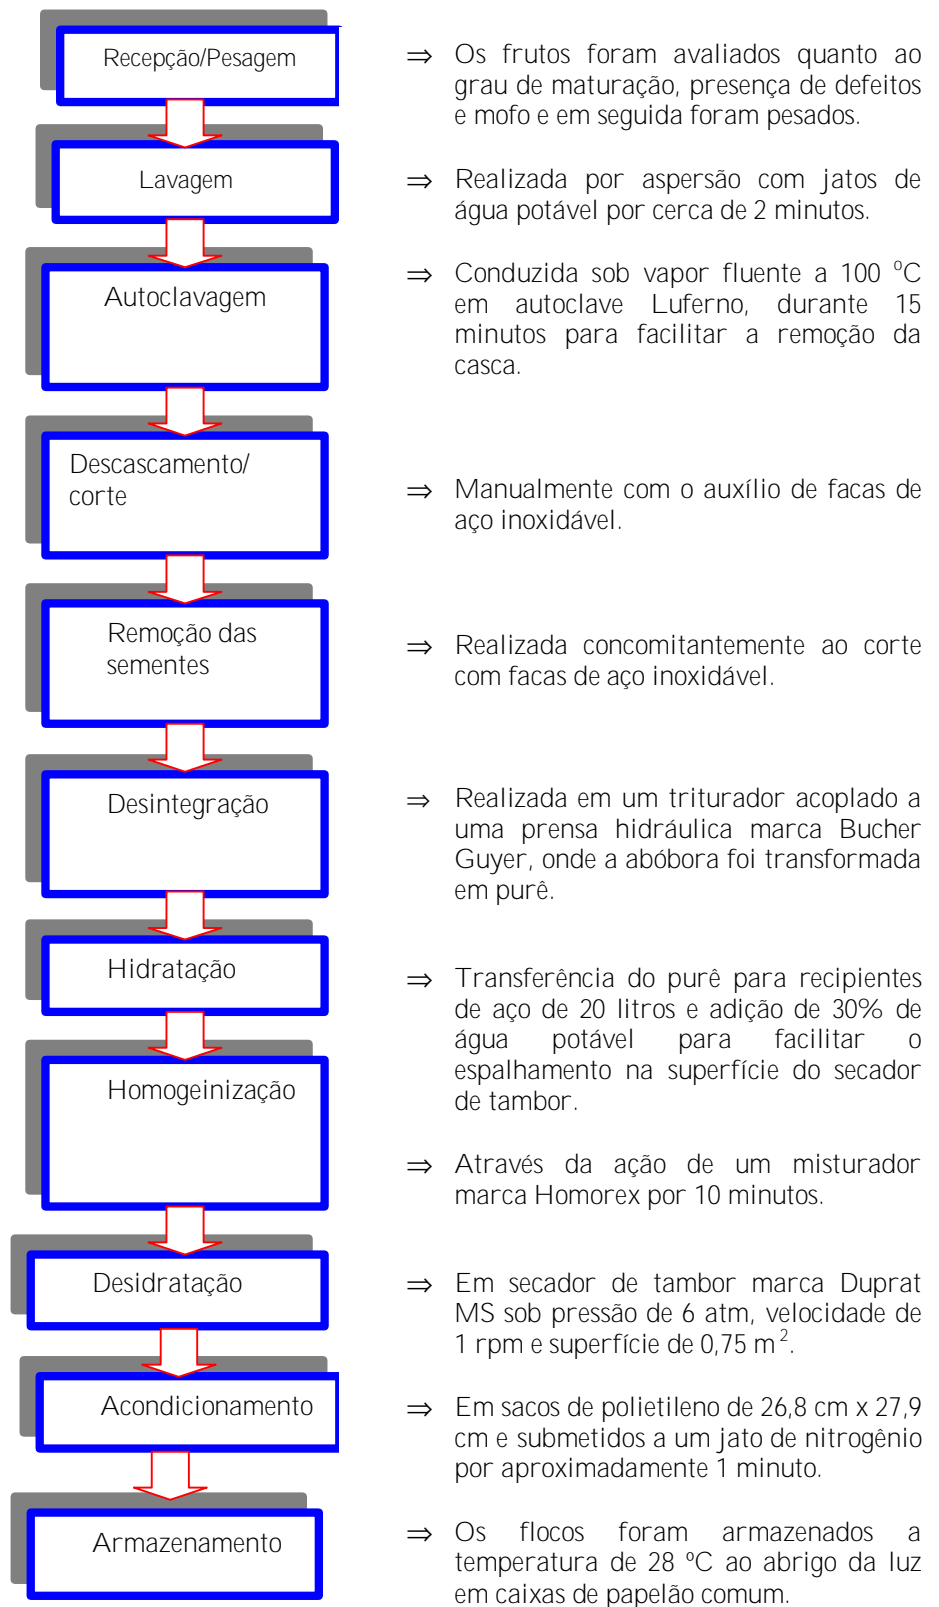 Recepção/Pesagem
⇒ Os frutos foram avaliados quanto ao
grau de maturação, presença de defeitos
e mofo e em seguida foram pesados.
Lavagem
⇒ Realizada por aspersão com jatos de
água potável por cerca de 2 minutos.
Autoclavagem
⇒ Conduzida sob vapor fluente a 100 ºC
em autoclave Luferno, durante 15
minutos para facilitar a remoção da
casca.
Descascamento/
corte
⇒ Manualmente com o auxílio de facas de
aço inoxidável.
Remoção das
sementes
⇒ Realizada concomitantemente ao corte
com facas de aço inoxidável.
Desintegração
⇒ Realizada em um triturador acoplado a
uma prensa hidráulica marca Bucher
Guyer, onde a abóbora foi transformada
em purê.
Hidratação
⇒ Transferência do purê para recipientes
de aço de 20 litros e adição de 30% de
água potável para facilitar o
espalhamento na superfície do secador
de tambor.
Homogeinização
⇒ Através da ação de um misturador
marca Homorex por 10 minutos.
Desidratação
⇒ Em secador de tambor marca Duprat
MS sob pressão de 6 atm, velocidade de
1 rpm e superfície de 0,75 m².
Acondicionamento
⇒ Em sacos de polietileno de 26,8 cm x 27,9
cm e submetidos a um jato de nitrogênio
por aproximadamente 1 minuto.
Armazenamento
⇒ Os flocos foram armazenados a
temperatura de 28 ºC ao abrigo da luz
em caixas de papelão comum.